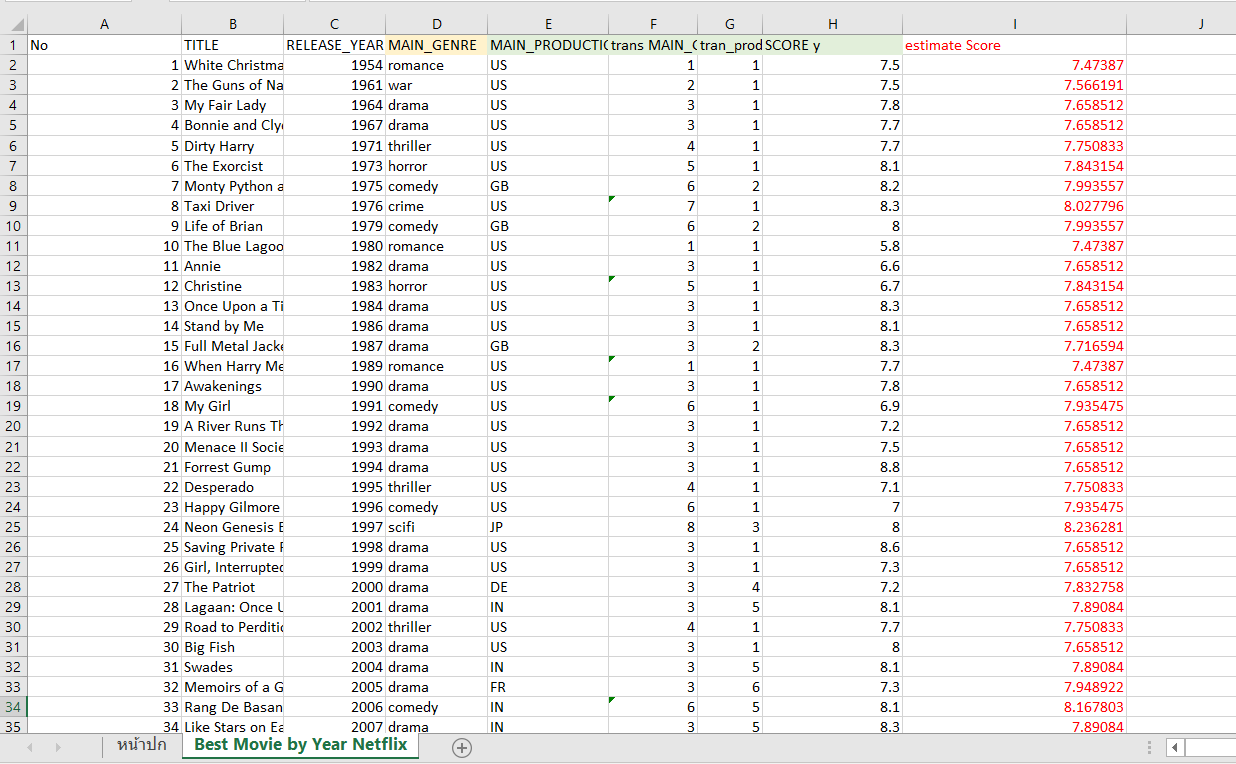 A B C D E F G H I J
1 No TITLE RELEASE_YEAR MAIN_GENRE MAIN_PRODUCTIO trans MAIN_G tran_prod SCORE y estimate Score
2 1 White Christma 1954 romance US 1 1 7.5 7.47387
3 2 The Guns of Na 1961 war US 2 1 7.5 7.566191
4 3 My Fair Lady 1964 drama US 3 1 7.8 7.658512
5 4 Bonnie and Cly 1967 drama US 3 1 7.7 7.658512
6 5 Dirty Harry 1971 thriller US 4 1 7.7 7.750833
7 6 The Exorcist 1973 horror US 5 1 8.1 7.843154
8 7 Monty Python a 1975 comedy GB 6 2 8.2 7.993557
9 8 Taxi Driver 1976 crime US 7 1 8.3 8.027796
10 9 Life of Brian 1979 comedy GB 6 2 8 7.993557
11 10 The Blue Lagoo 1980 romance US 1 1 5.8 7.47387
12 11 Annie 1982 drama US 3 1 6.6 7.658512
13 12 Christine 1983 horror US 5 1 6.7 7.843154
14 13 Once Upon a Ti 1984 drama US 3 1 8.3 7.658512
15 14 Stand by Me 1986 drama US 3 1 8.1 7.658512
16 15 Full Metal Jacke 1987 drama GB 3 2 8.3 7.716594
17 16 When Harry Me 1989 romance US 1 1 7.7 7.47387
18 17 Awakenings 1990 drama US 3 1 7.8 7.658512
19 18 My Girl 1991 comedy US 6 1 6.9 7.935475
20 19 A River Runs Th 1992 drama US 3 1 7.2 7.658512
21 20 Menace II Socie 1993 drama US 3 1 7.5 7.658512
22 21 Forrest Gump 1994 drama US 3 1 8.8 7.658512
23 22 Desperado 1995 thriller US 4 1 7.1 7.750833
24 23 Happy Gilmore 1996 comedy US 6 1 7 7.935475
25 24 Neon Genesis E 1997 scifi JP 8 3 8 8.236281
26 25 Saving Private R 1998 drama US 3 1 8.6 7.658512
27 26 Girl, Interrupted 1999 drama US 3 1 7.3 7.658512
28 27 The Patriot 2000 drama DE 3 4 7.2 7.832758
29 28 Lagaan: Once U 2001 drama IN 3 5 8.1 7.89084
30 29 Road to Perditio 2002 thriller US 4 1 7.7 7.750833
31 30 Big Fish 2003 drama US 3 1 8 7.658512
32 31 Swades 2004 drama IN 3 5 8.1 7.89084
33 32 Memoirs of a G 2005 drama FR 3 6 7.3 7.948922
34 33 Rang De Basan 2006 comedy IN 6 5 8.1 8.167803
35 34 Like Stars on Ea 2007 drama IN 3 5 8.3 7.89084
หน้าปก Best Movie by Year Netflix